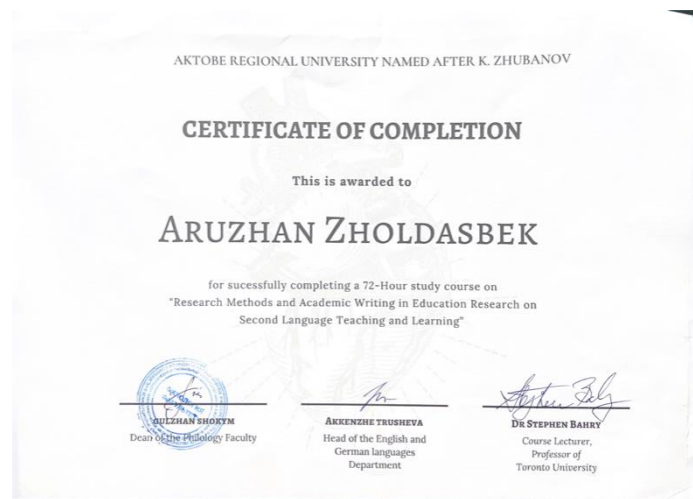 AKTOBE REGIONAL UNIVERSITY NAMED AFTER K. ZHUBANOV
CERTIFICATE OF COMPLETION
This is awarded to
ARUZHAN ZHOLDASBEK
for sucessfully completing a 72-Hour study course on
"Research Methods and Academic Writing in Education Research on
Second Language Teaching and Learning"
GULZHAN SHOKYM
Dean of the Philology Faculty
AKKENZHE TRUSHEVA
Head of the English and
German languages
Department
DR STEPHEN BAHRY
Course Lecturer,
Professor of
Toronto University